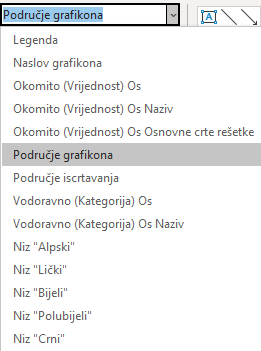 Područje grafikona
A
Legenda
Naslov grafikona
Okomito (Vrijednost) Os
Okomito (Vrijednost) Os Naziv
Okomito (Vrijednost) Os Osnovne crte rešetke
Područje grafikona
Područje iscrtavanja
Vodoravno (Kategorija) Os
Vodoravno (Kategorija) Os Naziv
Niz "Alpski"
Niz "Lički"
Niz "Bijeli"
Niz "Polubijeli"
Niz "Crni"